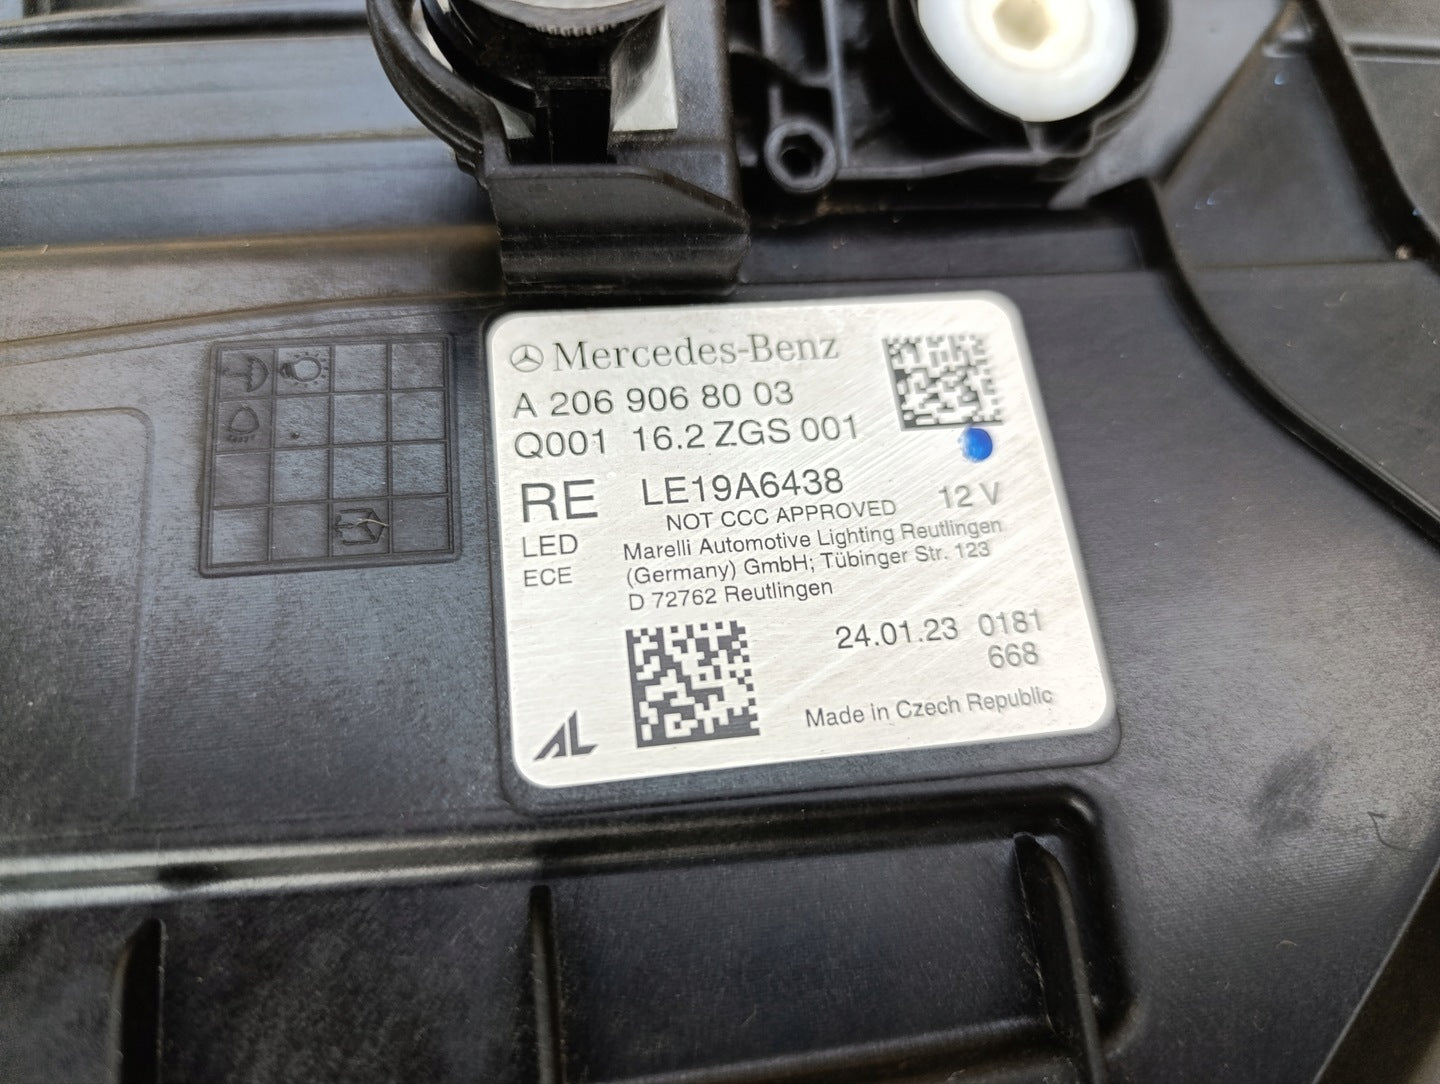 Mercedes-Benz
A 206 906 80 03
Q001 16.2 ZGS 001
RE LE19A6438
NOT CCC APPROVED 12 V
LED
ECE
Marelli Automotive Lighting Reutlingen
(Germany) GmbH; Tübinger Str. 123
D 72762 Reutlingen
24.01.23 0181
668
Made in Czech Republic
AL